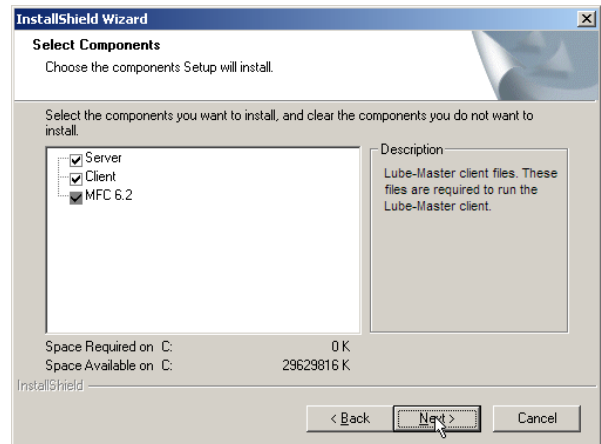 InstallShield Wizard
Select Components
Choose the components Setup will install.
Select the components you want to install, and clear the components you do not want to
install.
Server
Client
MFC 6.2
Description
Lube-Master client files. These
files are required to run the
Lube-Master client.
Space Required on C: 0 K
Space Available on C: 29629816 K
InstallShield
< Back Next > Cancel